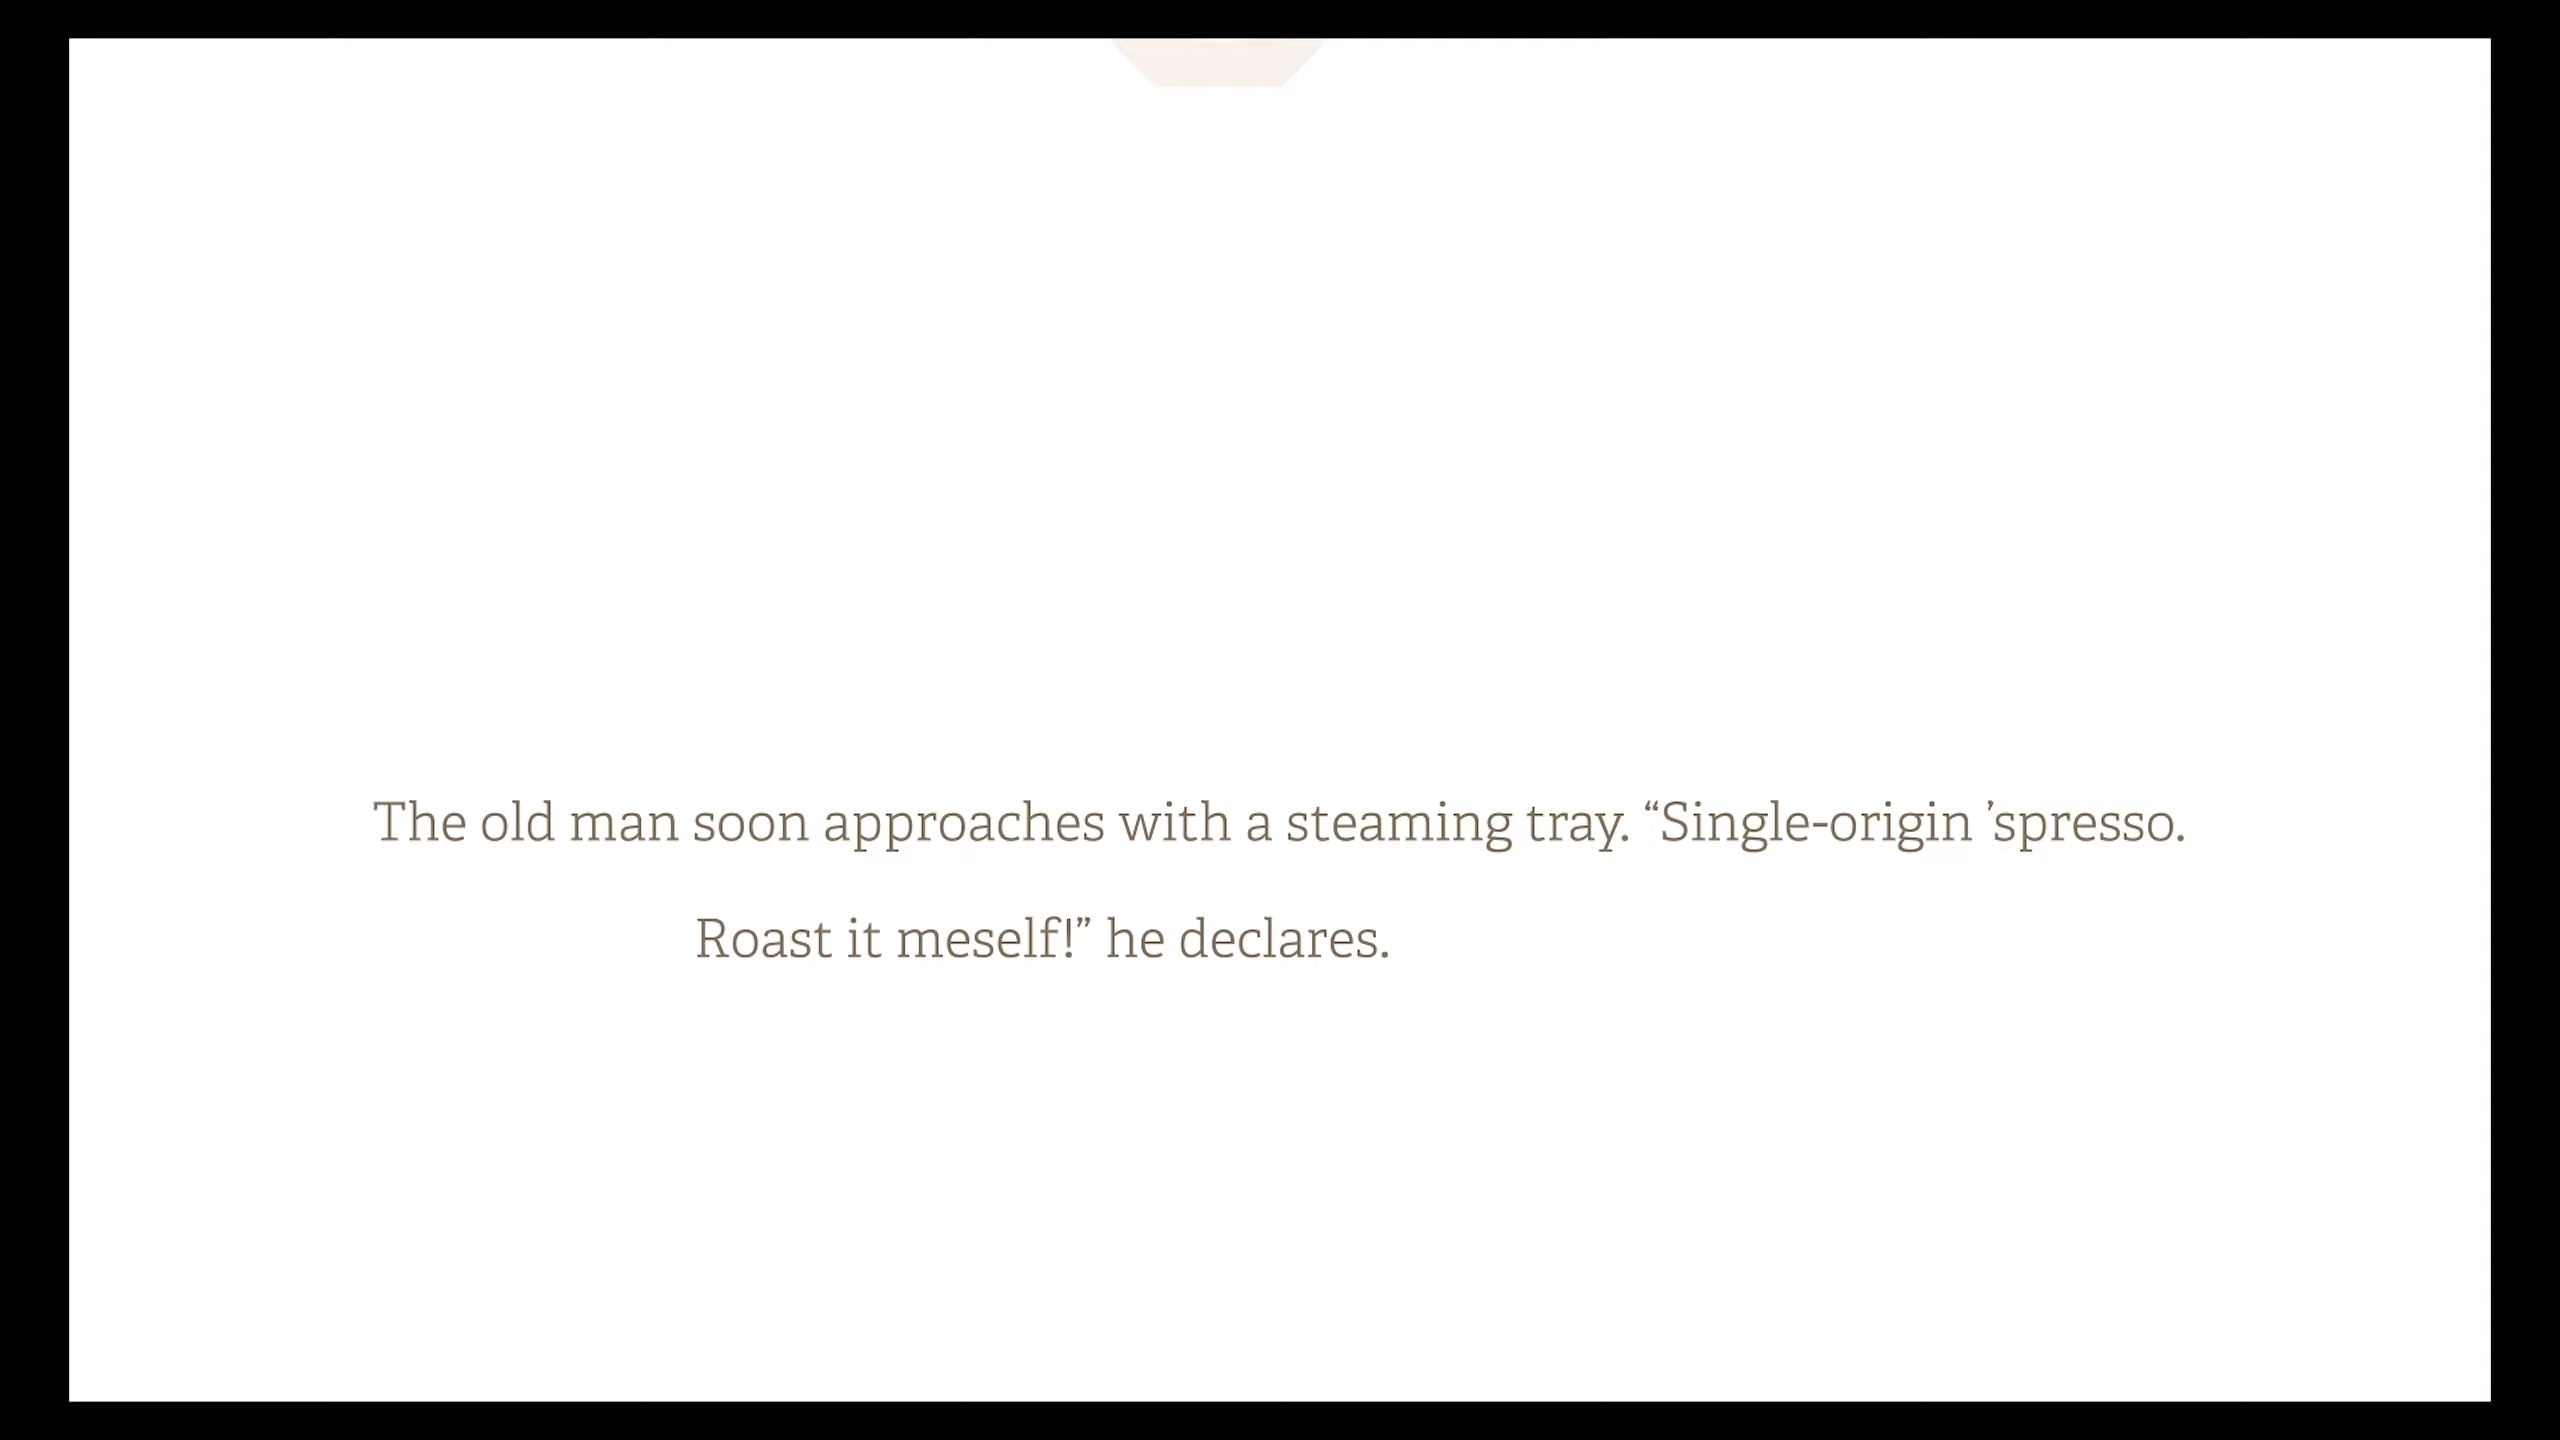 The old man soon approaches with a steaming tray. “Single-origin ’spresso.
Roast it meself!” he declares.